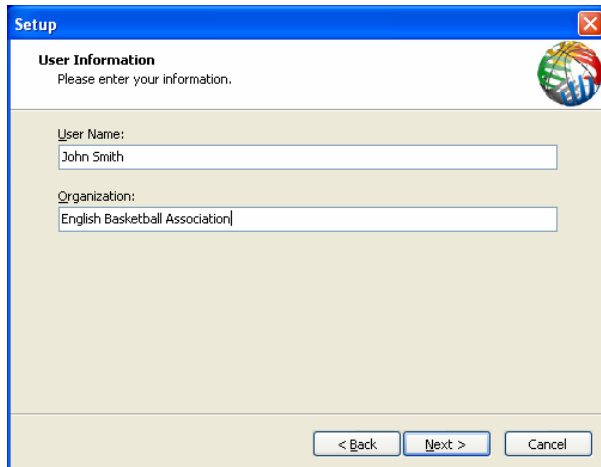 Setup
User Information
Please enter your information.
User Name:
John Smith
Organization:
English Basketball Association
< Back
Next >
Cancel